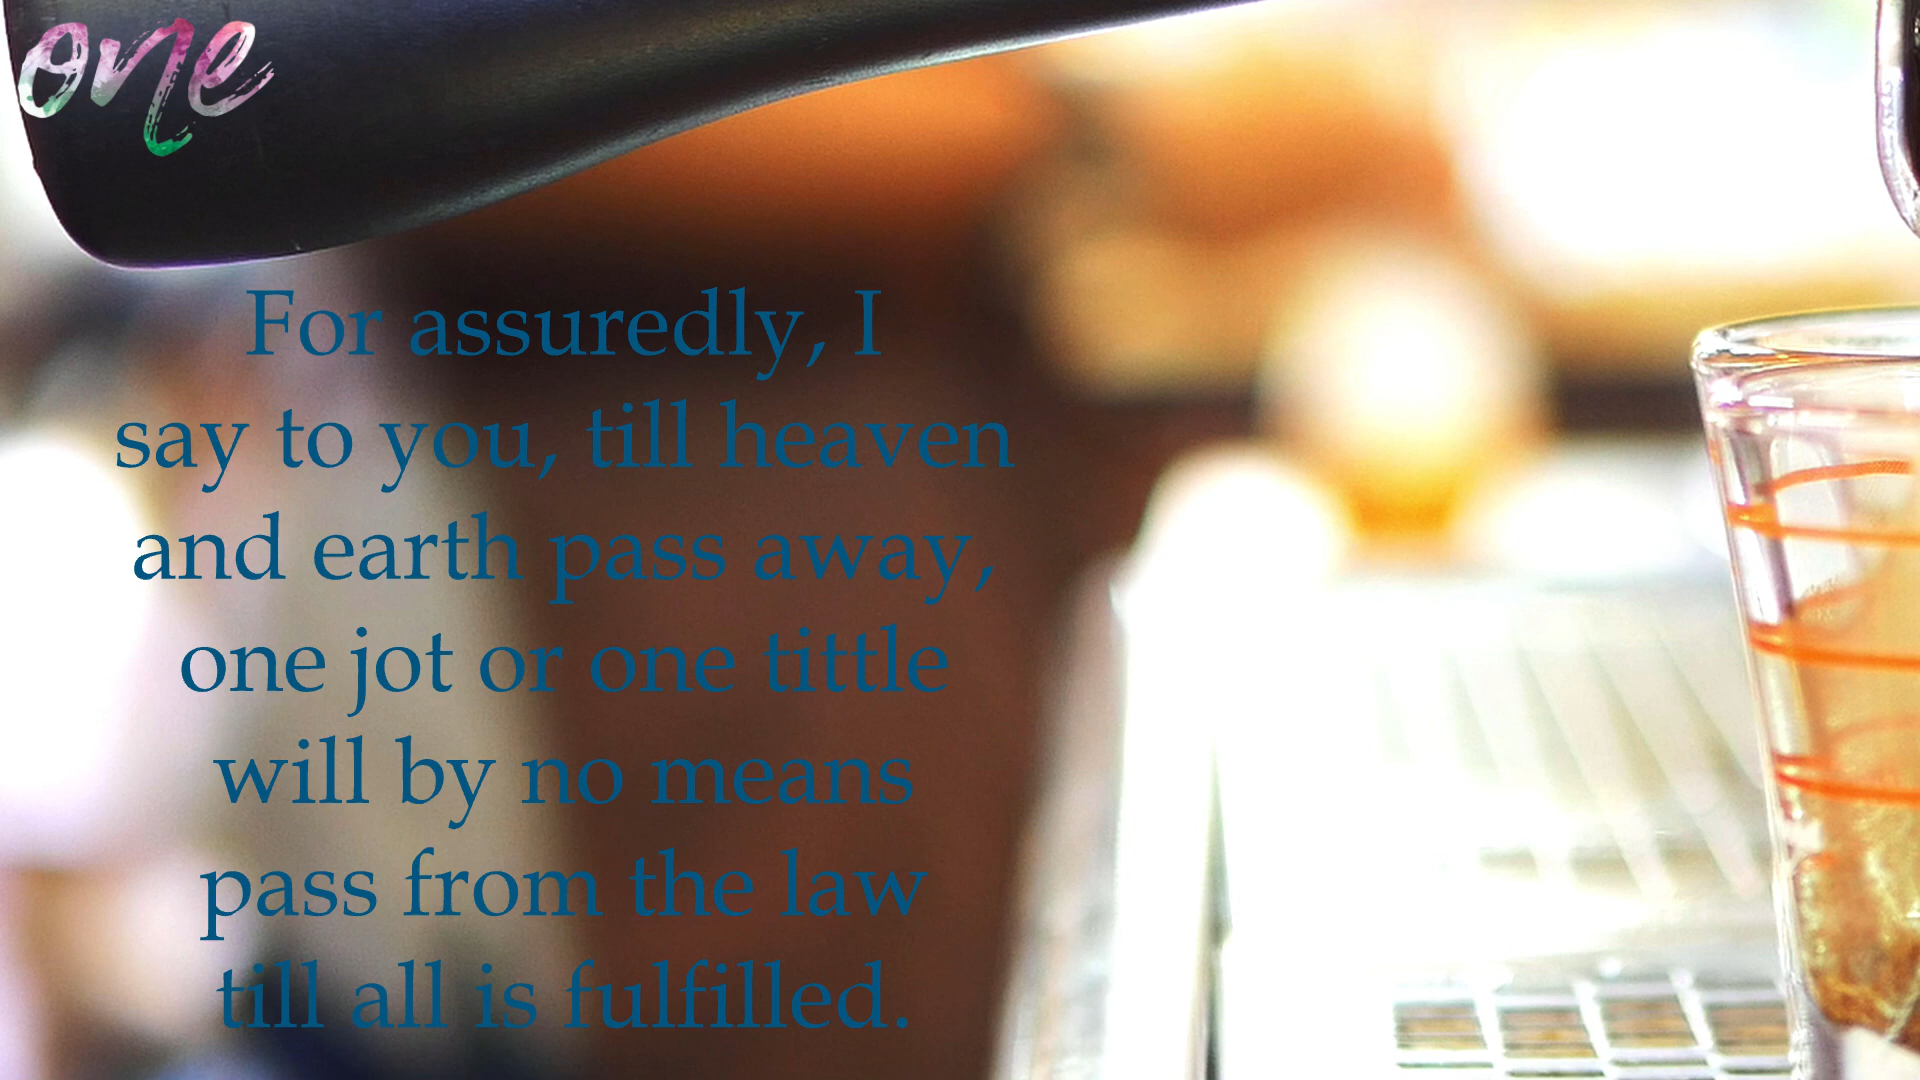 one
For assuredly, I
say to you, till heaven
and earth pass away,
one jot or one tittle
will by no means
pass from the law
till all is fulfilled.